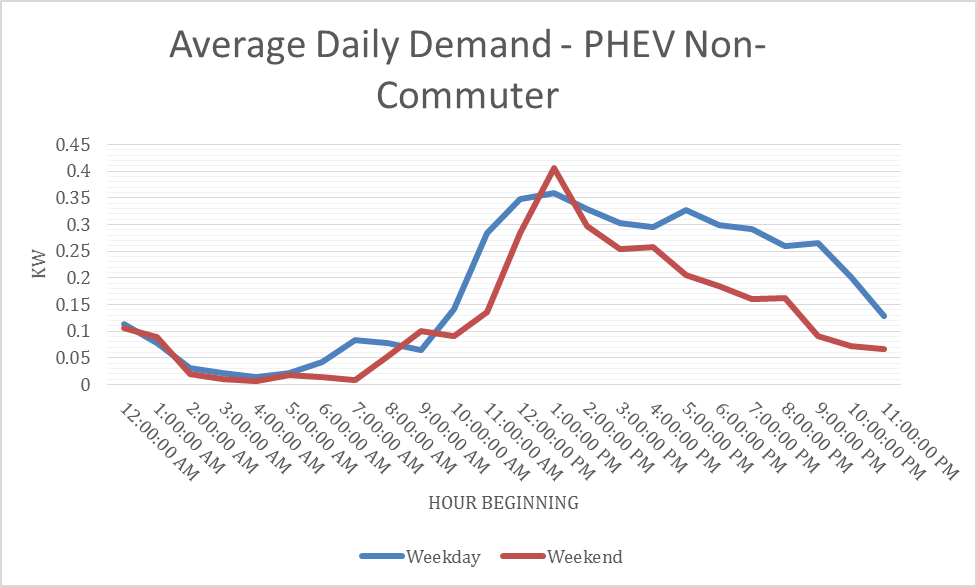 Average Daily Demand - PHEV Non-
Commuter
0.45
0.4
0.35
0.3
0.25
0.2
0.15
0.1
0.05
0
KW
12:00:00 AM
1:00:00 AM
2:00:00 AM
3:00:00 AM
4:00:00 AM
5:00:00 AM
6:00:00 AM
7:00:00 AM
8:00:00 AM
9:00:00 AM
10:00:00 AM
11:00:00 AM
12:00:00 PM
1:00:00 PM
2:00:00 PM
3:00:00 PM
4:00:00 PM
5:00:00 PM
6:00:00 PM
7:00:00 PM
8:00:00 PM
9:00:00 PM
10:00:00 PM
11:00:00 PM
HOUR BEGINNING
Weekday
Weekend